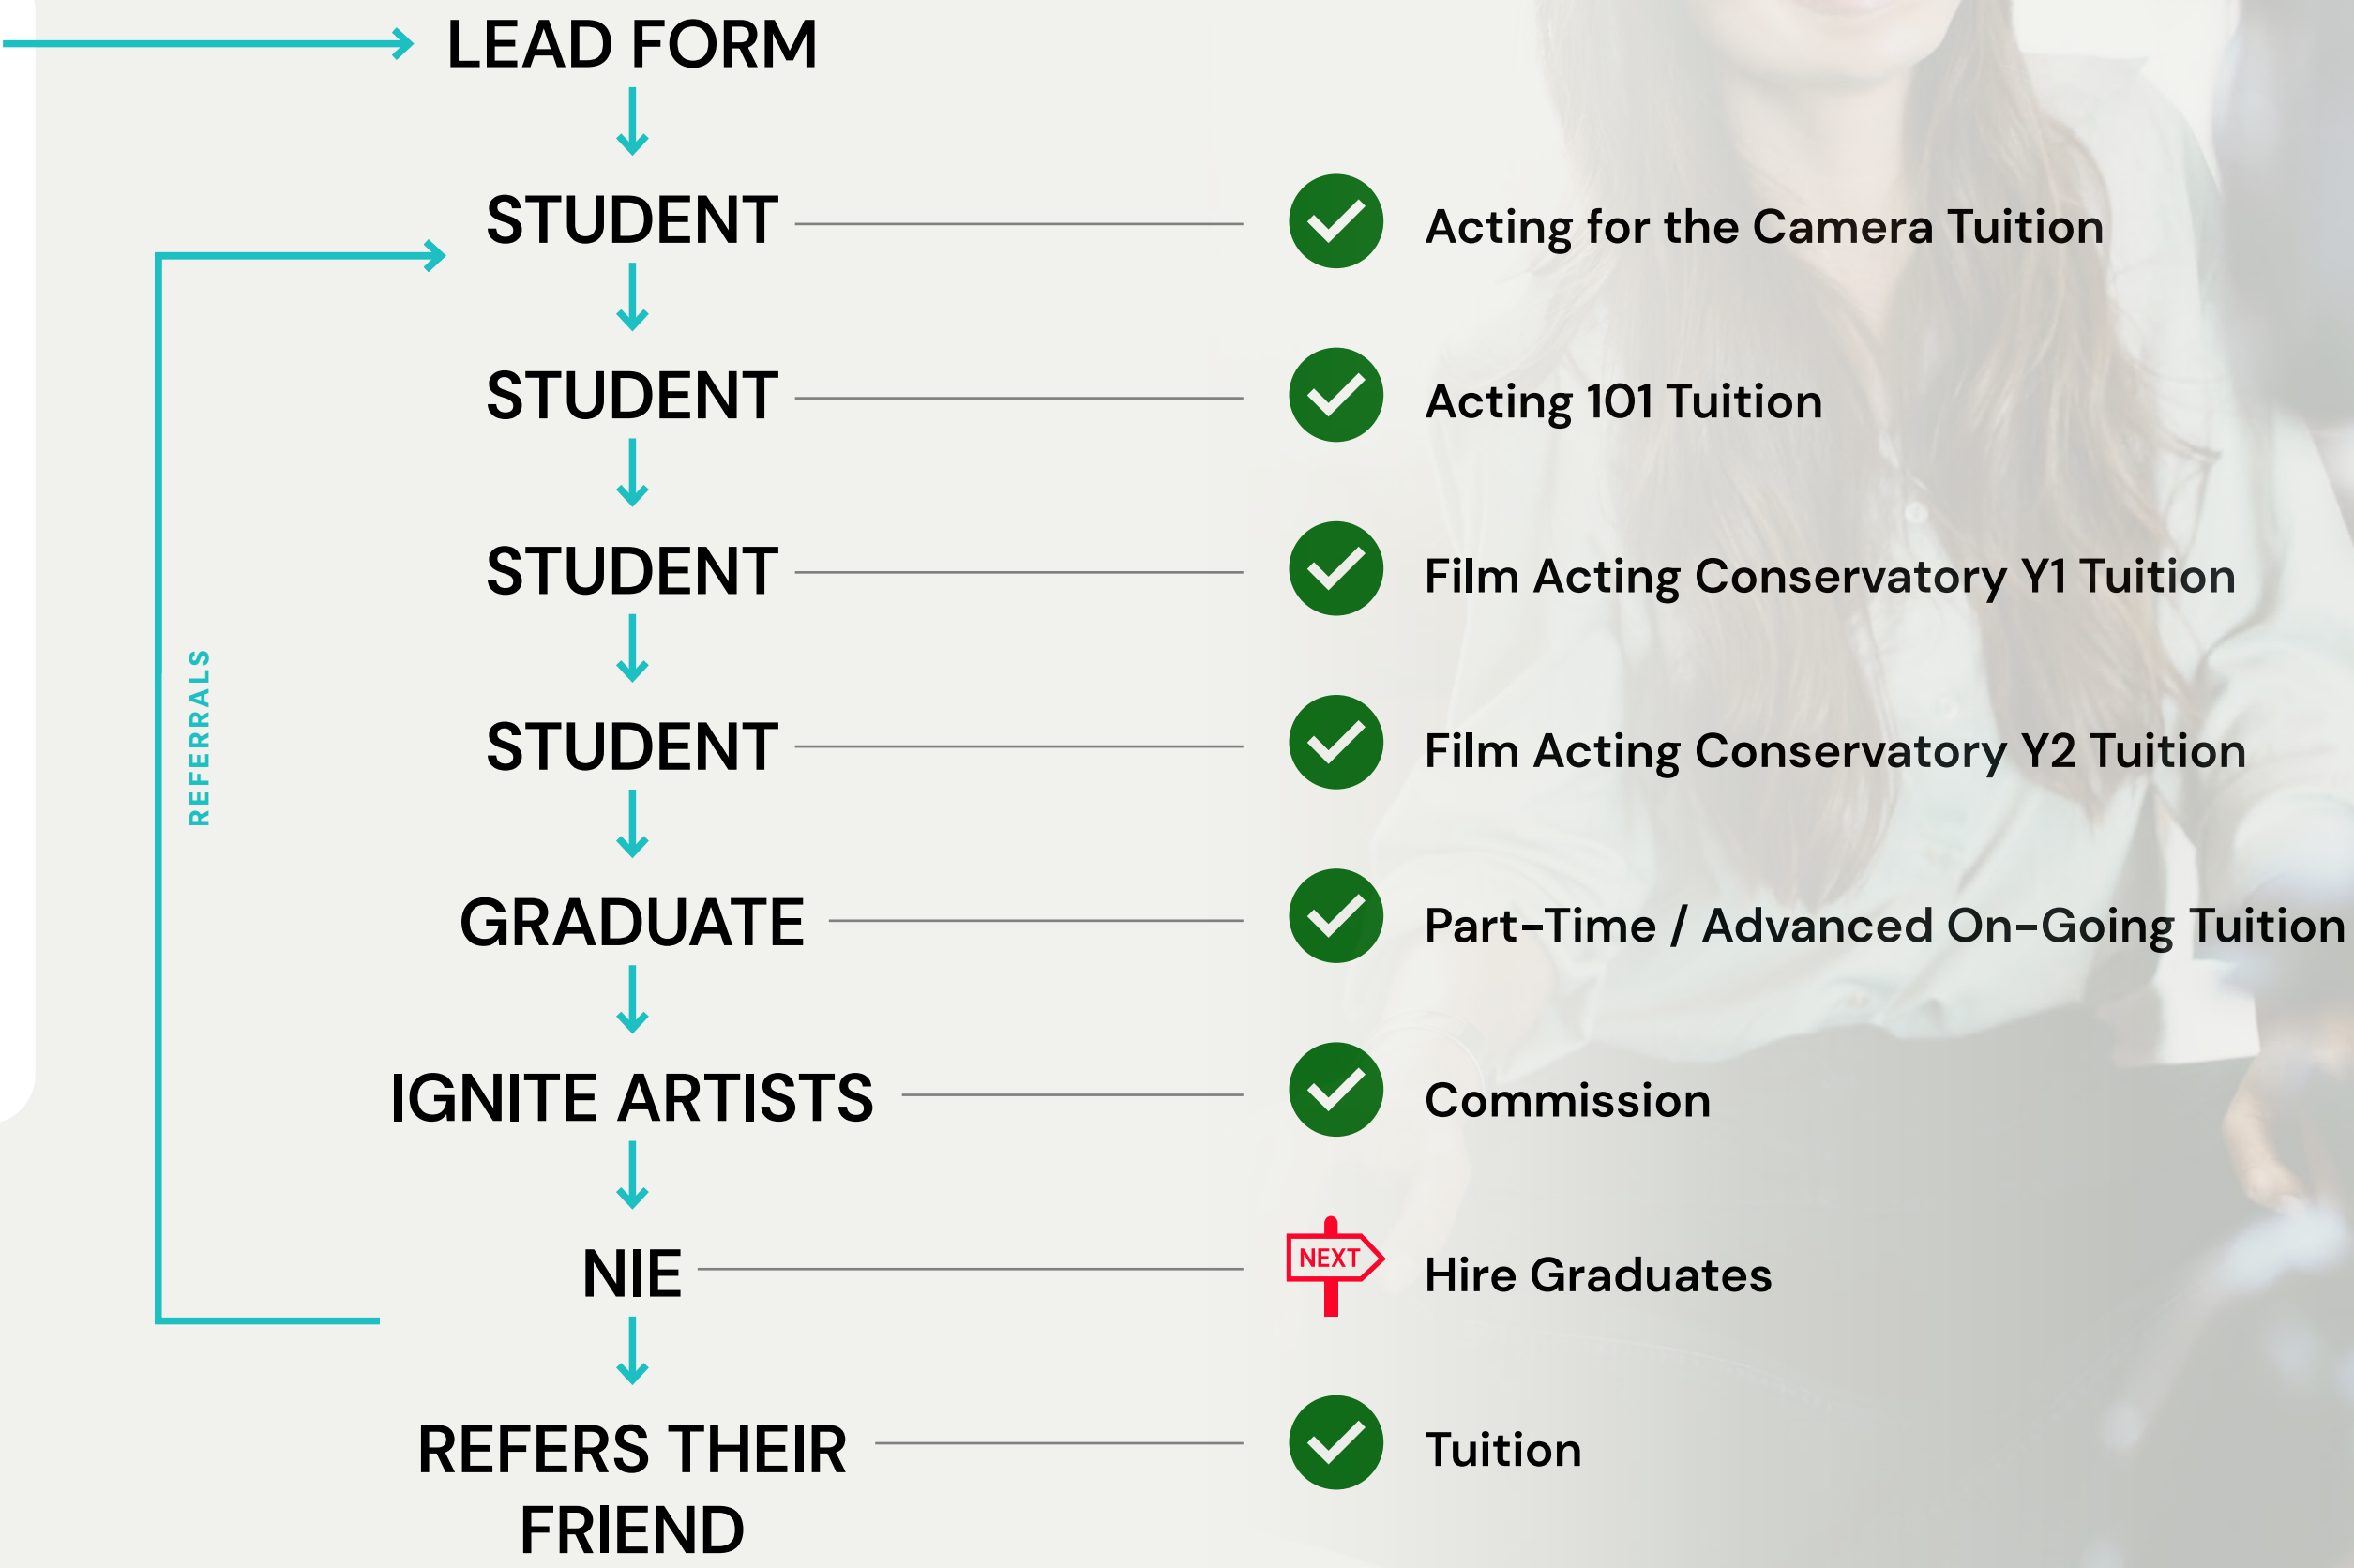 LEAD FORM
STUDENT
Acting for the Camera Tuition
STUDENT
Acting 101 Tuition
STUDENT
Film Acting Conservatory Y1 Tuition
REFERRALS
STUDENT
Film Acting Conservatory Y2 Tuition
GRADUATE
Part-Time / Advanced On-Going Tuition
IGNITE ARTISTS
Commission
NIE
NEXT
Hire Graduates
REFERS THEIR
FRIEND
Tuition